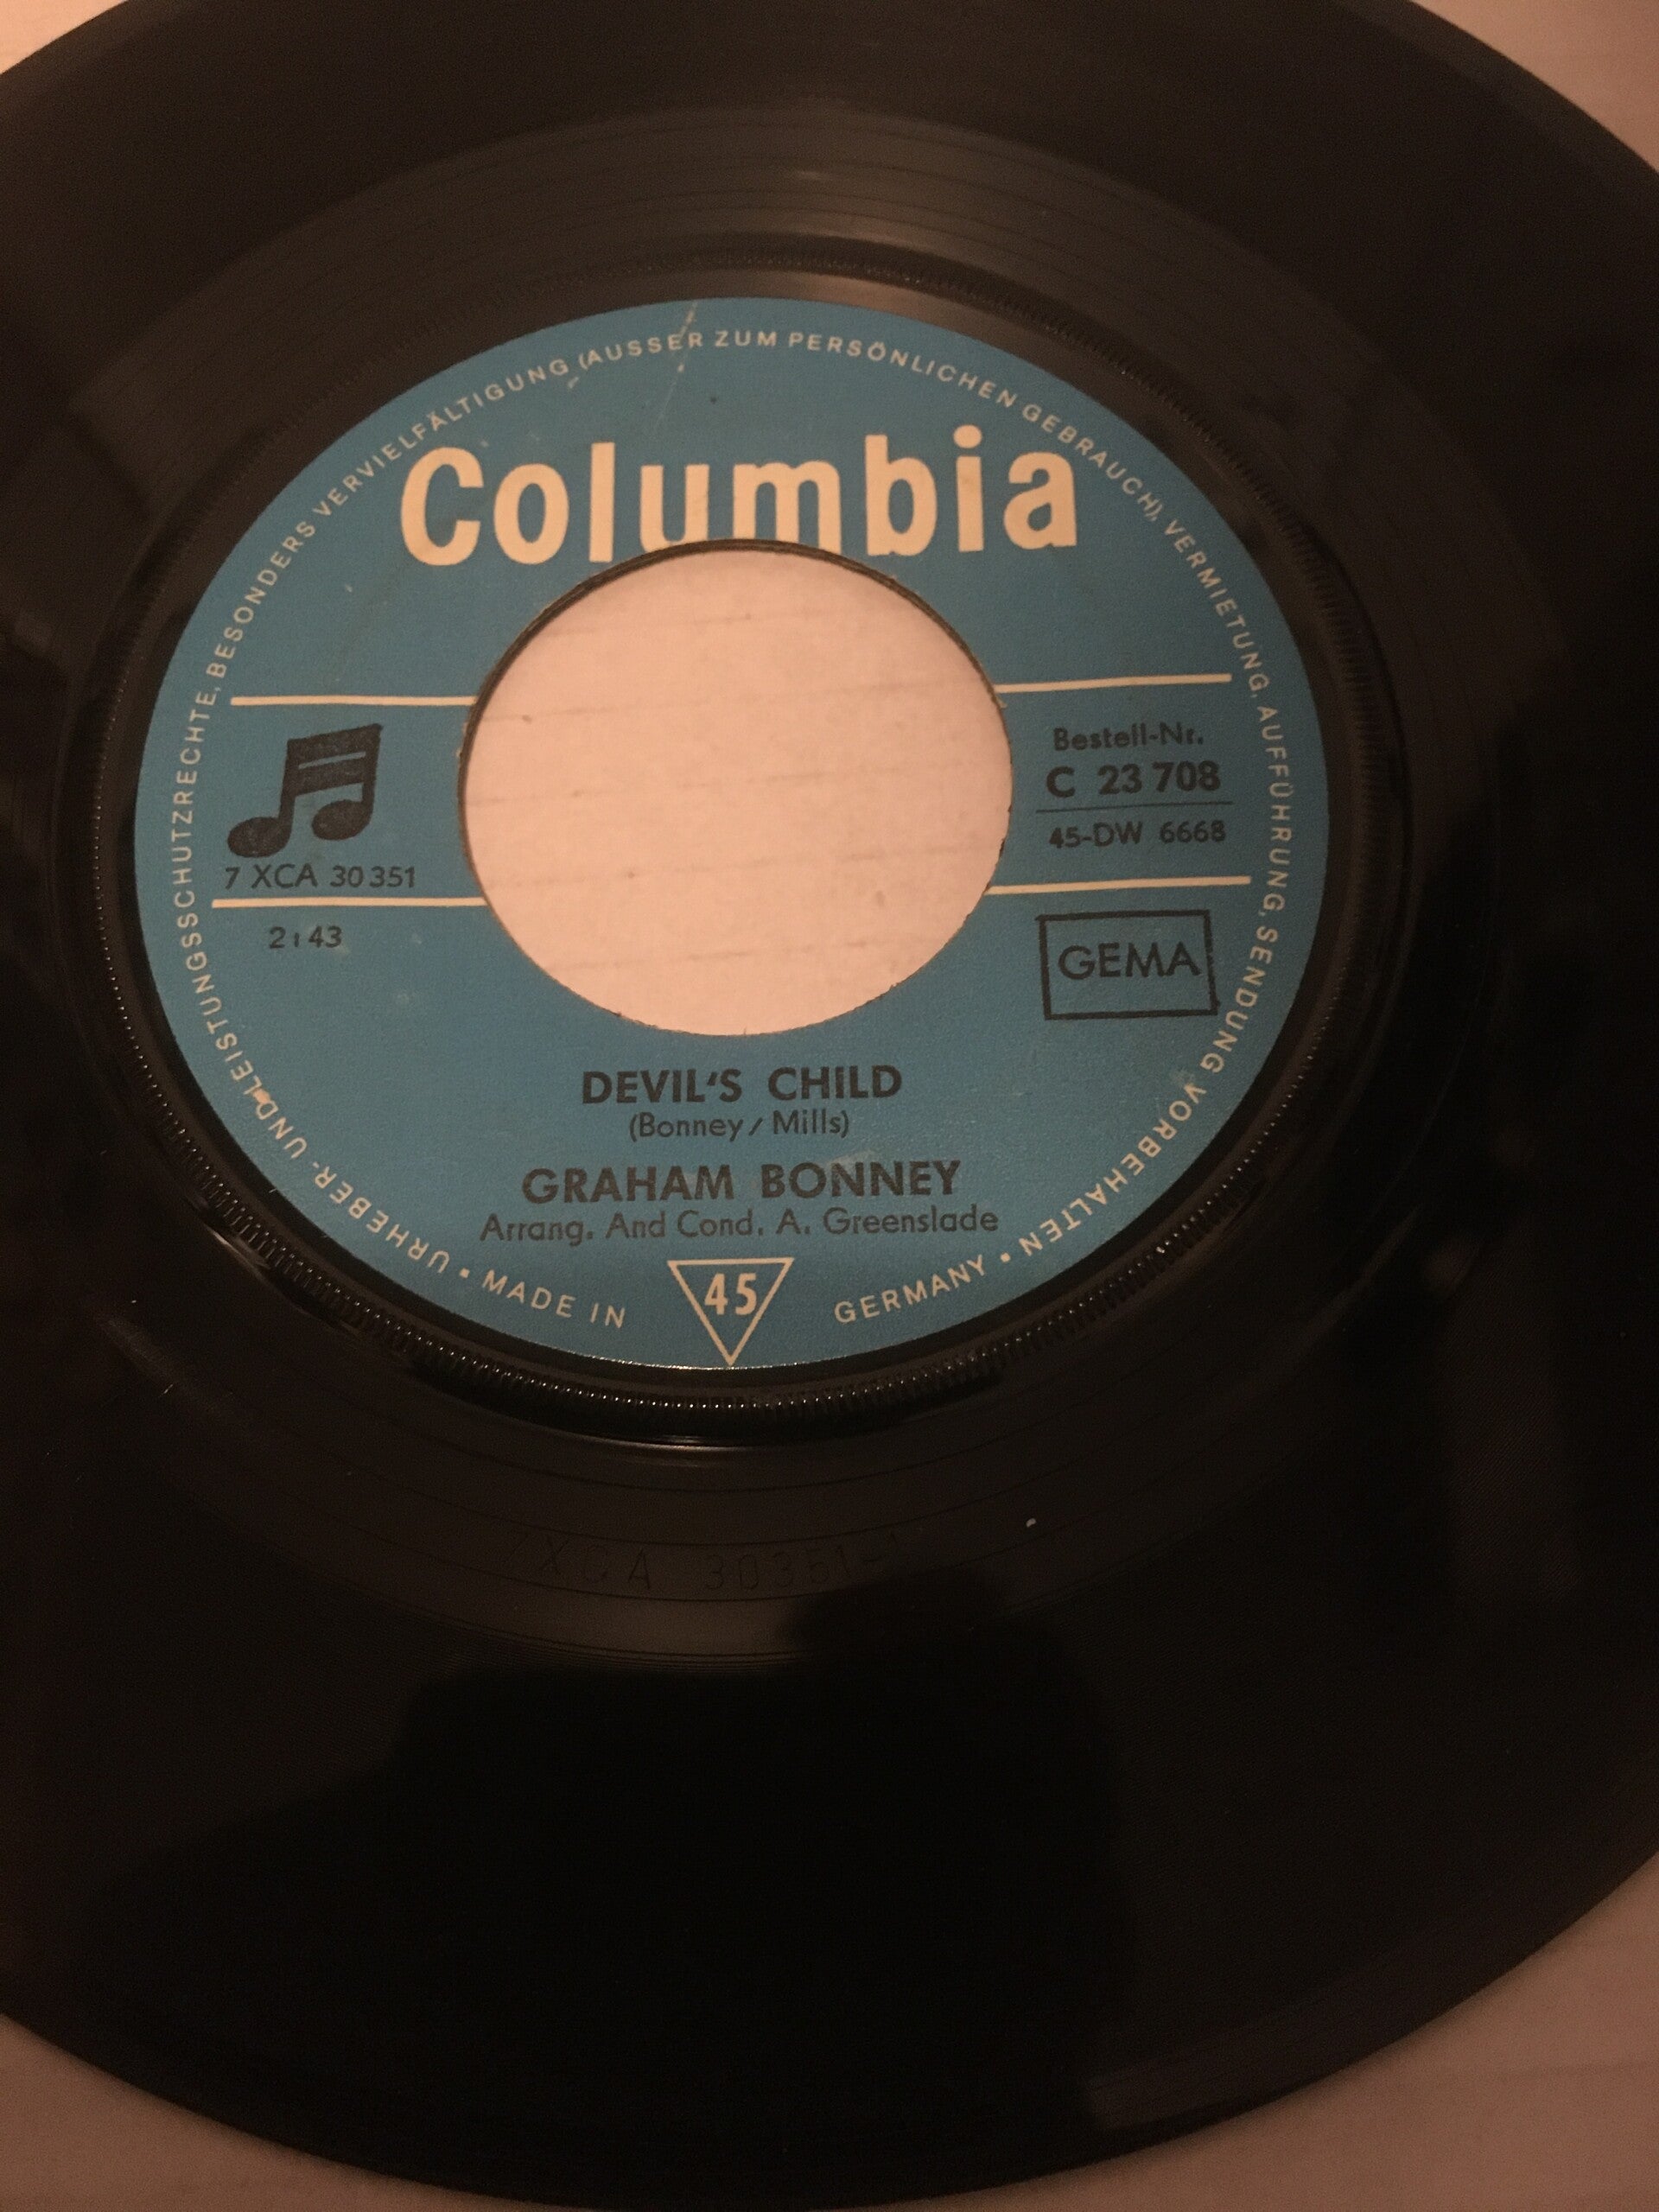 URHEBER- UND LEISTUNGSSCHUTZRECHTE, BESONDERS VERVIELFÄLTIGUNG (AUSSER ZUM PERSÖNLICHEN GEBRAUCH), VERMIETUNG, AUFFÜHRUNG, SENDUNG VORBEHALTEN •
Columbia
Bestell-Nr.
C 23 708
45-DW 6668
7 XCA 30351
2:43
GEMA
DEVIL'S CHILD
(Bonney / Mills)
GRAHAM BONNEY
Arrang. And Cond. A. Greenslade
• MADE IN
45
GERMANY